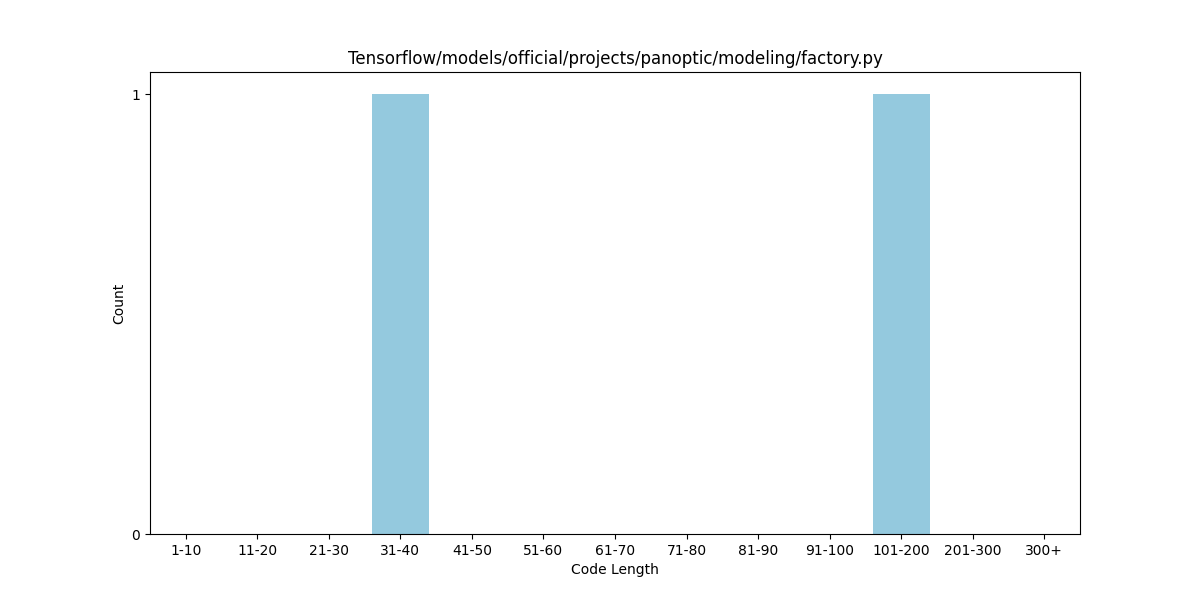 Tensorflow/models/official/projects/panoptic/modeling/factory.py
1
Count
0
1-10 11-20 21-30 31-40 41-50 51-60 61-70 71-80 81-90 91-100 101-200 201-300 300+
Code Length